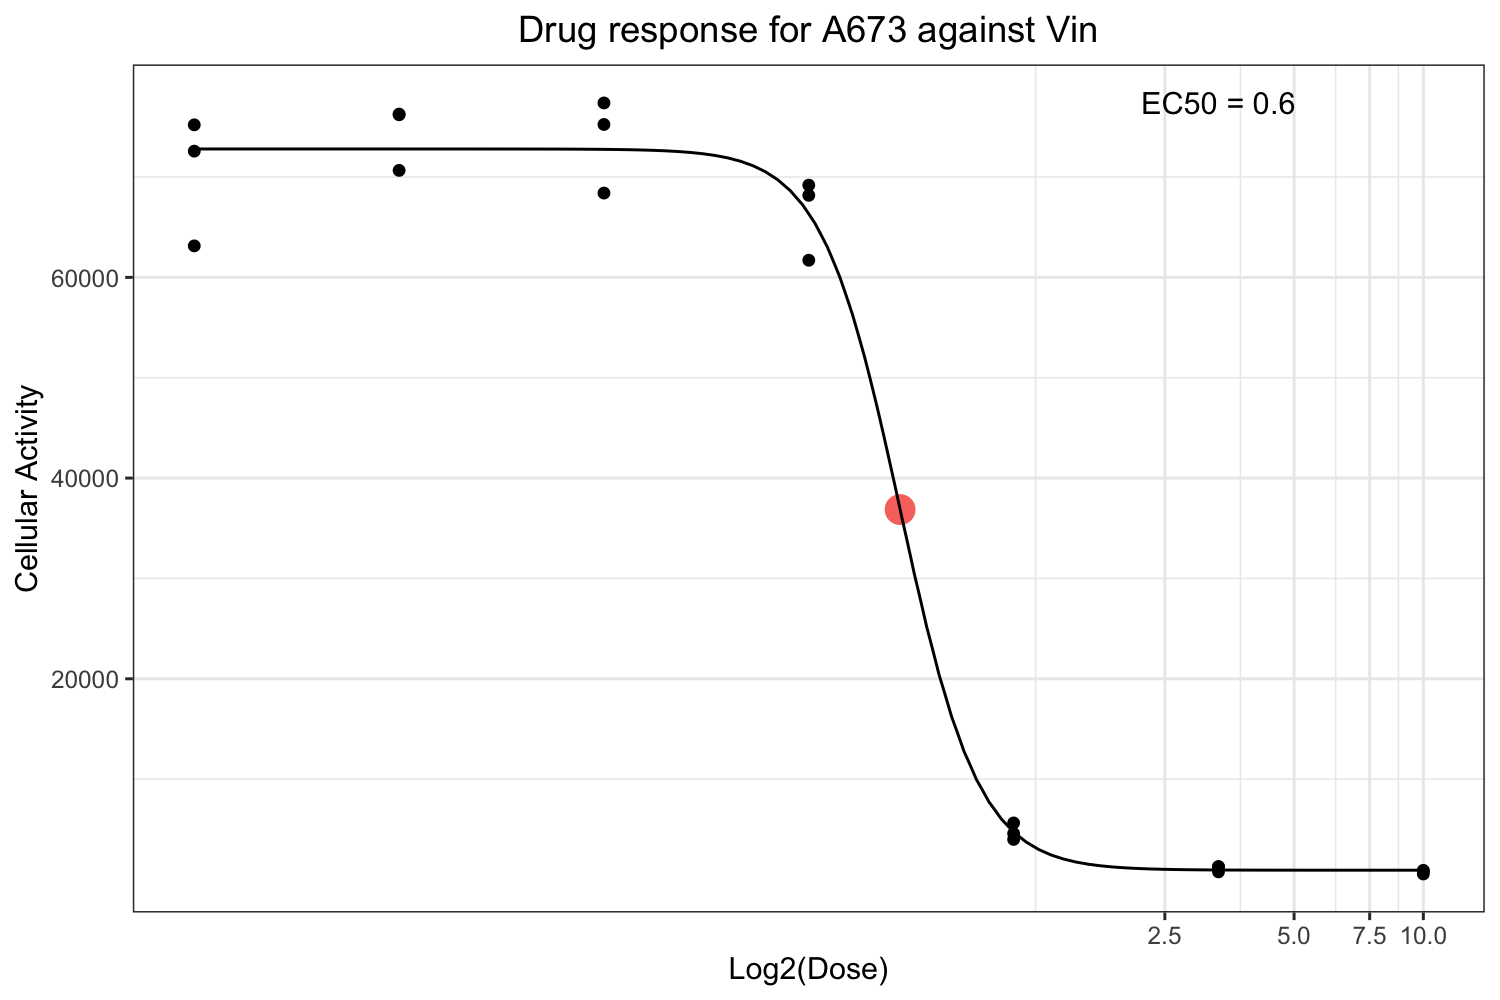 Drug response for A673 against Vin
EC50 = 0.6
60000
40000
20000
Cellular Activity
2.5 5.0 7.5 10.0
Log2(Dose)